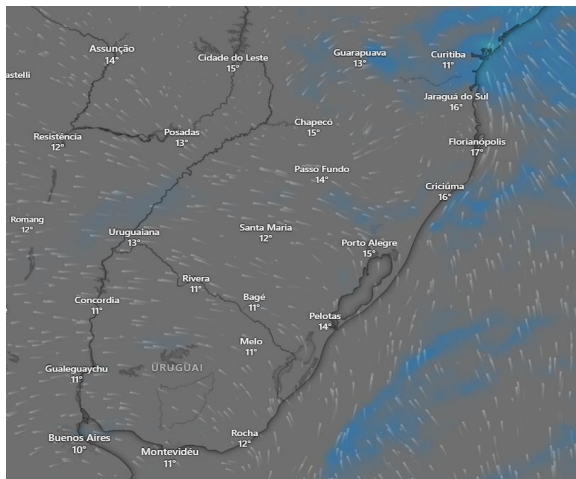 Assunção
14°
Cidade do Leste
15°
Guarapuava
13°
Curitiba
11°
astelli
Jaraguá do Sul
16°
Resistência
12°
Posadas
13°
Chapecó
15°
Florianópolis
17°
Passo Fundo
14°
Criciúma
16°
Romang
12°
Uruguaiana
13°
Santa Maria
12°
Porto Alegre
15°
Rivera
11°
Concordia
11°
Bagé
11°
Pelotas
14°
Melo
11°
Gualeguaychu
11°
URUGUAI
Buenos Aires
10°
Montevidéu
11°
Rocha
12°